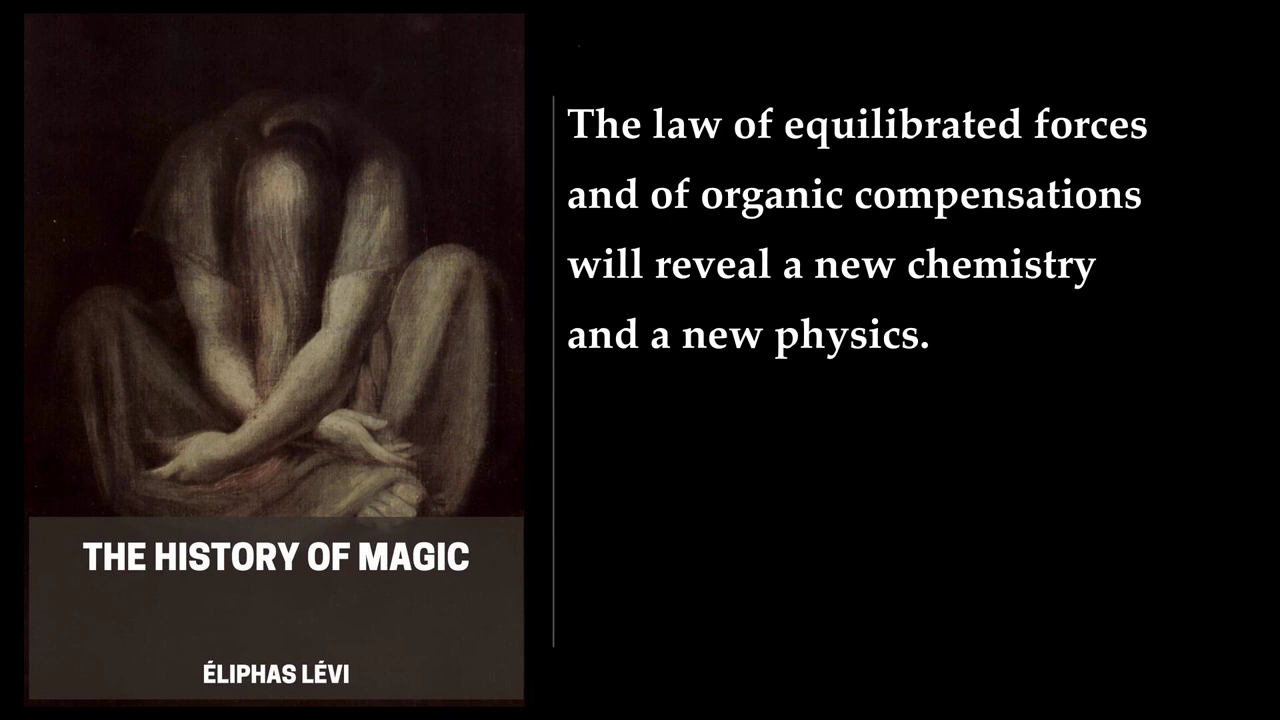 THE HISTORY OF MAGIC
ÉLIPHAS LÉVI
The law of equilibrated forces
and of organic compensations
will reveal a new chemistry
and a new physics.